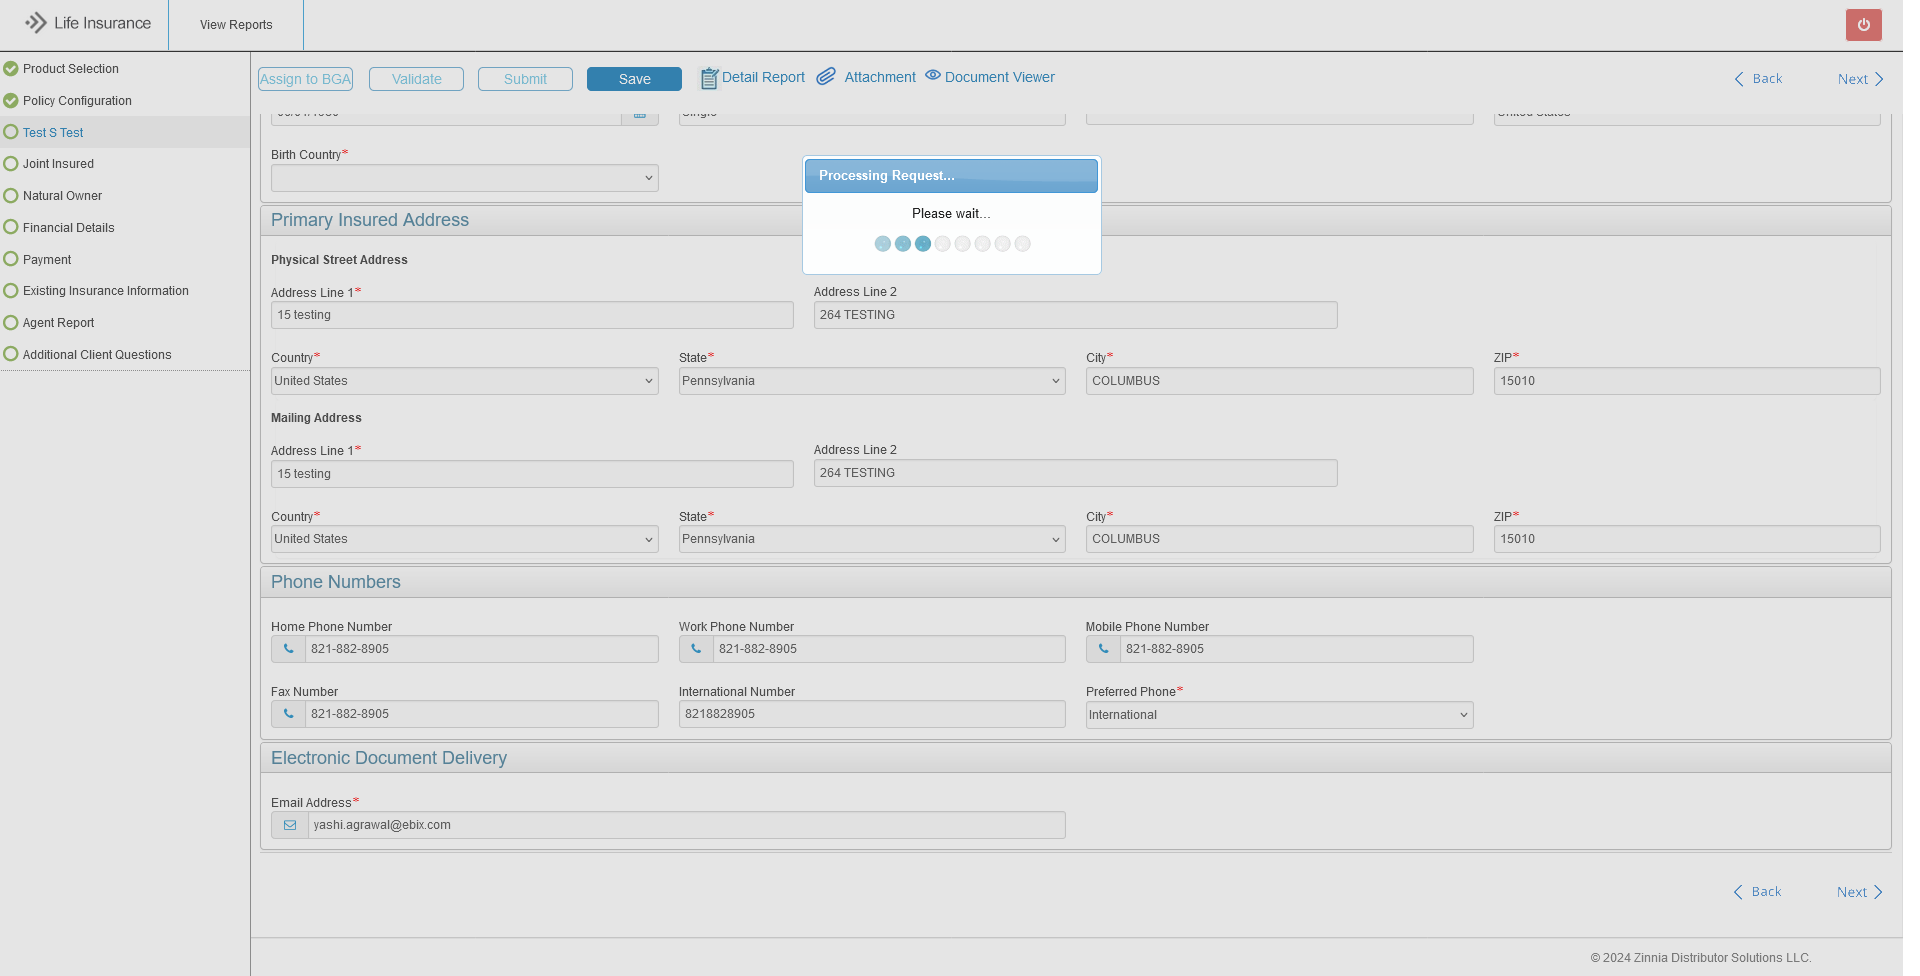 Life Insurance
View Reports
Product Selection
Policy Configuration
Test S Test
Joint Insured
Natural Owner
Financial Details
Payment
Existing Insurance Information
Agent Report
Additional Client Questions
Assign to BGA Validate Submit Save Detail Report Attachment Document Viewer Back Next
Single United States
Birth Country*
Processing Request...
Please wait...
Primary Insured Address
Physical Street Address
Address Line 1* Address Line 2
15 testing 264 TESTING
Country* State* City* ZIP*
United States Pennsylvania COLUMBUS 15010
Mailing Address
Address Line 1* Address Line 2
15 testing 264 TESTING
Country* State* City* ZIP*
United States Pennsylvania COLUMBUS 15010
Phone Numbers
Home Phone Number Work Phone Number Mobile Phone Number
821-882-8905 821-882-8905 821-882-8905
Fax Number International Number Preferred Phone*
821-882-8905 8218828905 International
Electronic Document Delivery
Email Address*
yashi.agrawal@ebix.com
Back Next
© 2024 Zinnia Distributor Solutions LLC.